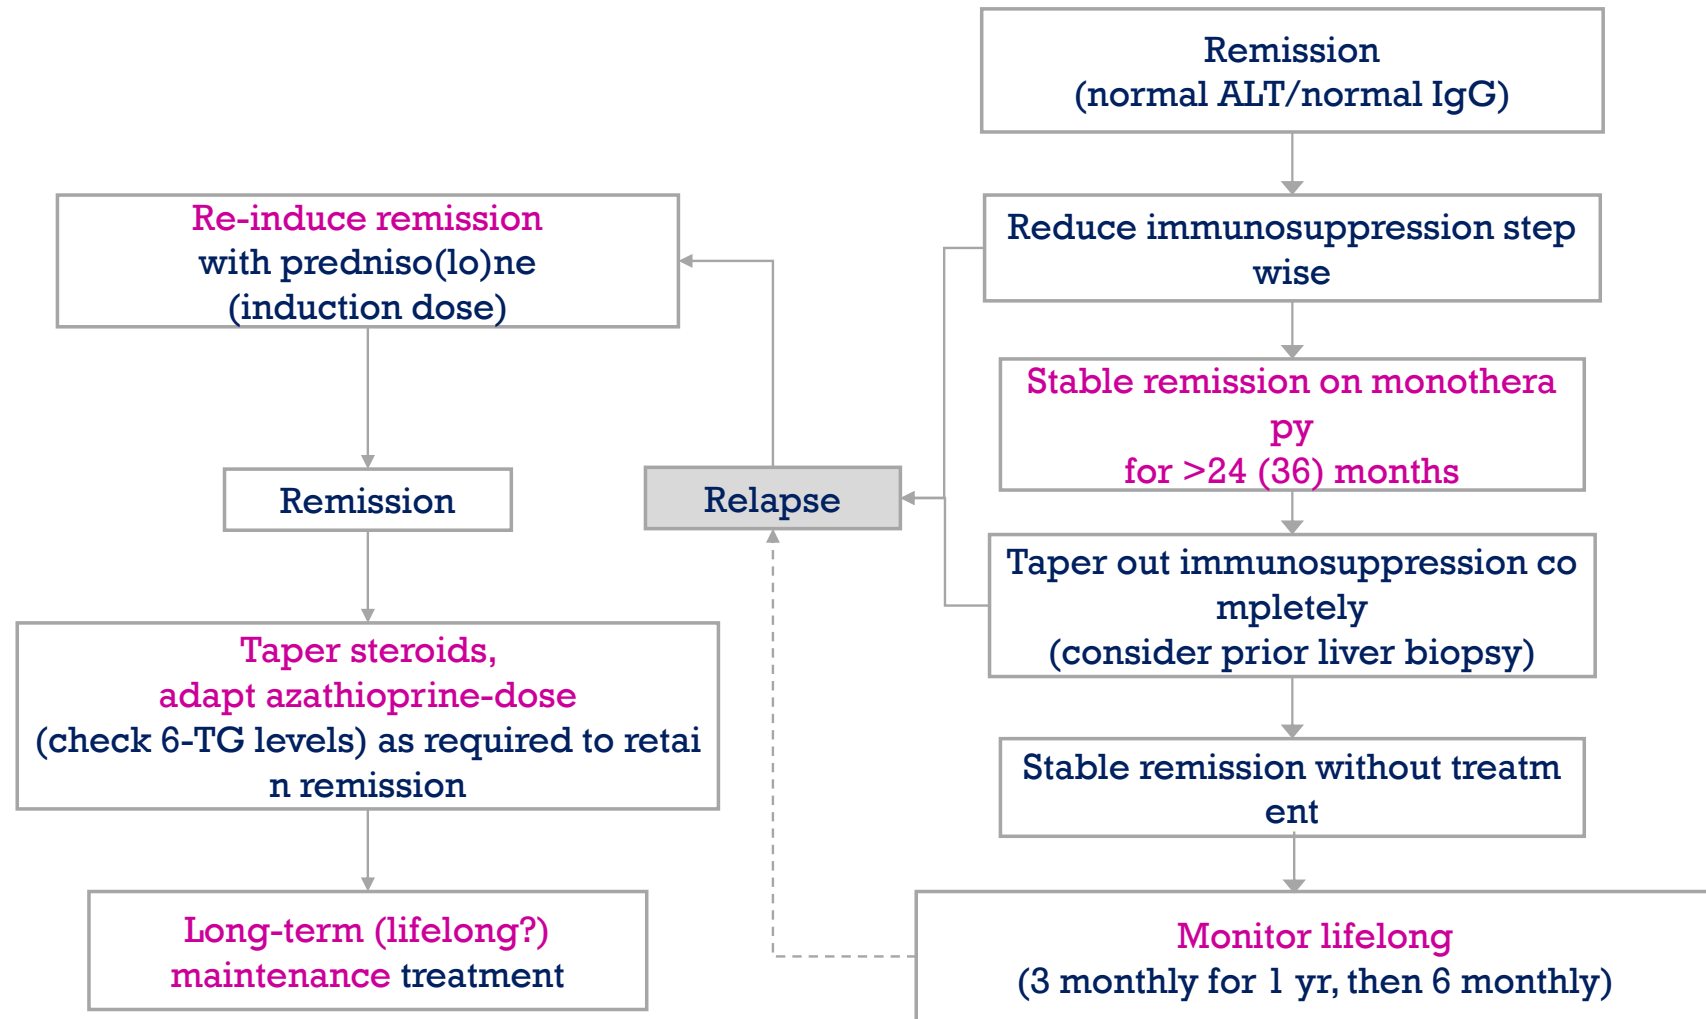 Remission
(normal ALT/normal IgG)
Reduce immunosuppression step
wise
Stable remission on monothera
py
for >24 (36) months
Taper out immunosuppression co
mpletely
(consider prior liver biopsy)
Stable remission without treatm
ent
Monitor lifelong
(3 monthly for 1 yr, then 6 monthly)
Relapse
Re-induce remission
with predniso(lo)ne
(induction dose)
Remission
Taper steroids,
adapt azathioprine-dose
(check 6-TG levels) as required to retai
n remission
Long-term (lifelong?)
maintenance treatment